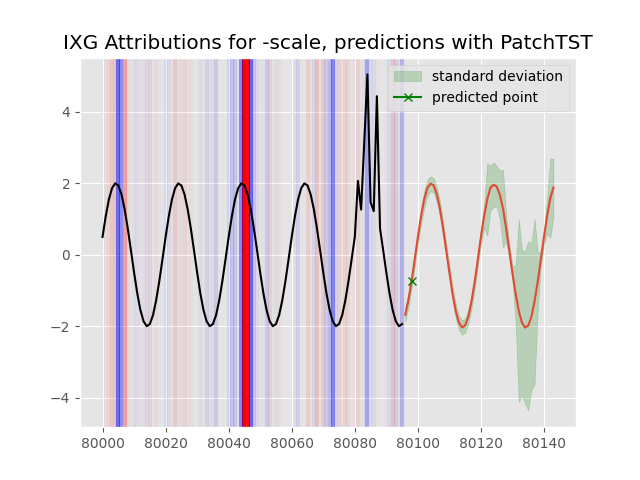 IXG Attributions for -scale, predictions with PatchTST
standard deviation
predicted point
4
2
0
−2
−4
80000 80020 80040 80060 80080 80100 80120 80140